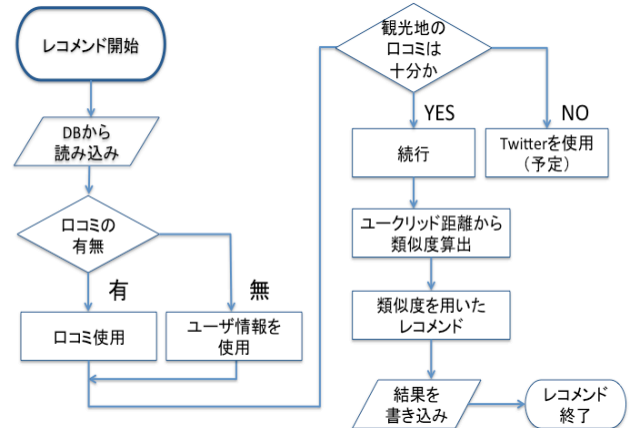 レコメンド開始
DBから
読み込み
口コミの
有無
有
無
口コミ使用
ユーザ情報を
使用
観光地の
口コミは
十分か
YES
NO
続行
Twitterを使用
（予定）
ユークリッド距離から
類似度算出
類似度を用いた
レコメンド
結果を
書き込み
レコメンド
終了